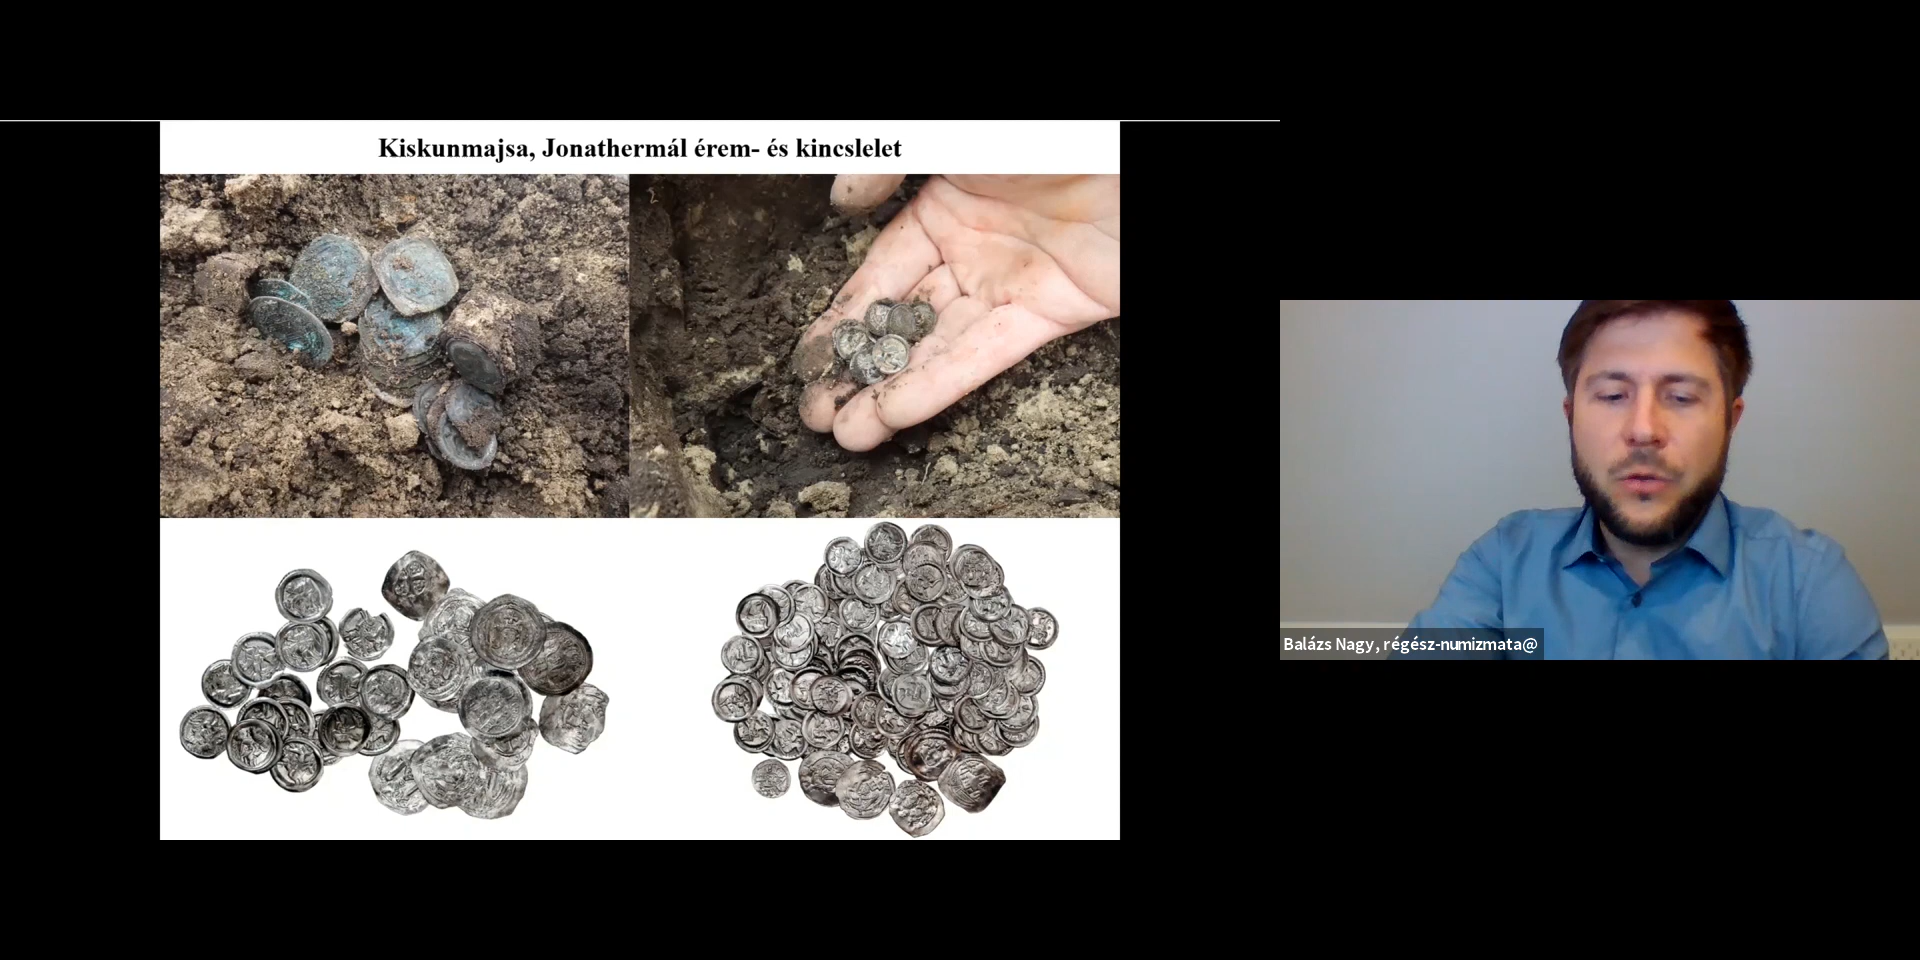 Kiskunmajsa, Jonathermál érem- és kincslelet
Balázs Nagy, régész-numizmata@